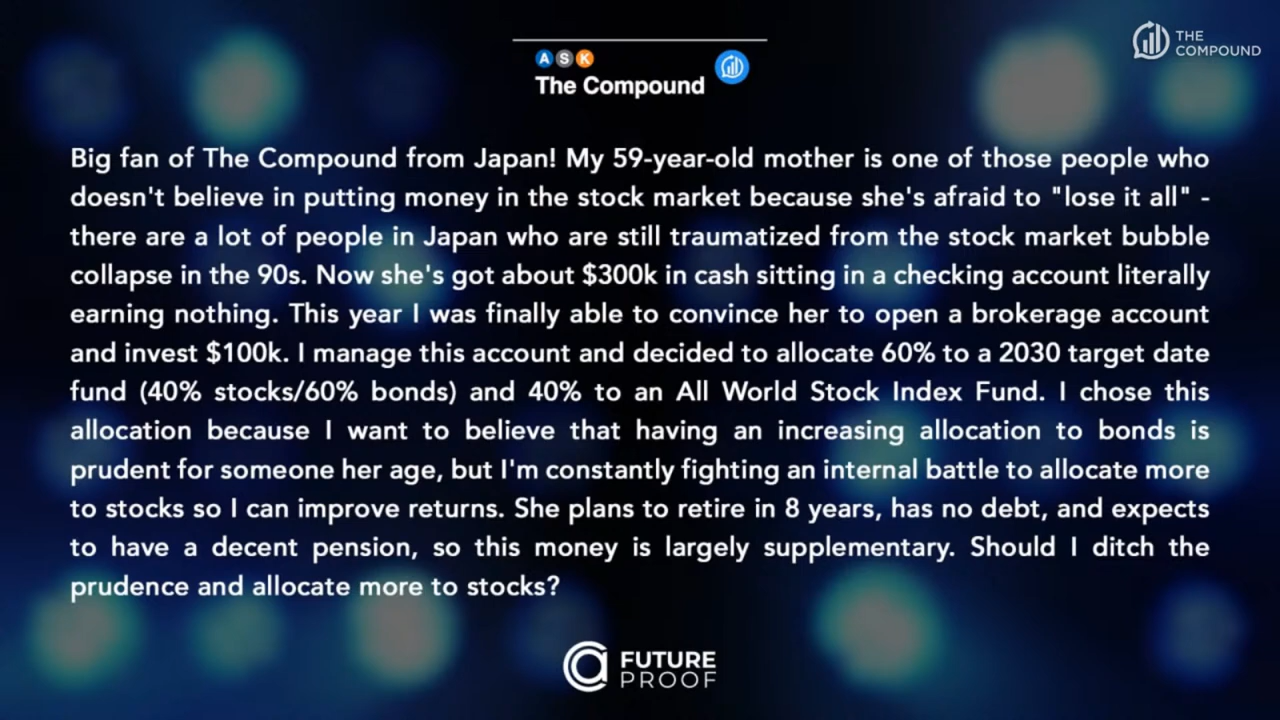 THE
COMPOUND
ASK
The Compound
Big fan of The Compound from Japan! My 59-year-old mother is one of those people who
doesn't believe in putting money in the stock market because she's afraid to "lose it all" -
there are a lot of people in Japan who are still traumatized from the stock market bubble
collapse in the 90s. Now she's got about $300k in cash sitting in a checking account literally
earning nothing. This year I was finally able to convince her to open a brokerage account
and invest $100k. I manage this account and decided to allocate 60% to a 2030 target date
fund (40% stocks/60% bonds) and 40% to an All World Stock Index Fund. I chose this
allocation because I want to believe that having an increasing allocation to bonds is
prudent for someone her age, but I'm constantly fighting an internal battle to allocate more
to stocks so I can improve returns. She plans to retire in 8 years, has no debt, and expects
to have a decent pension, so this money is largely supplementary. Should I ditch the
prudence and allocate more to stocks?
FUTURE
PROOF